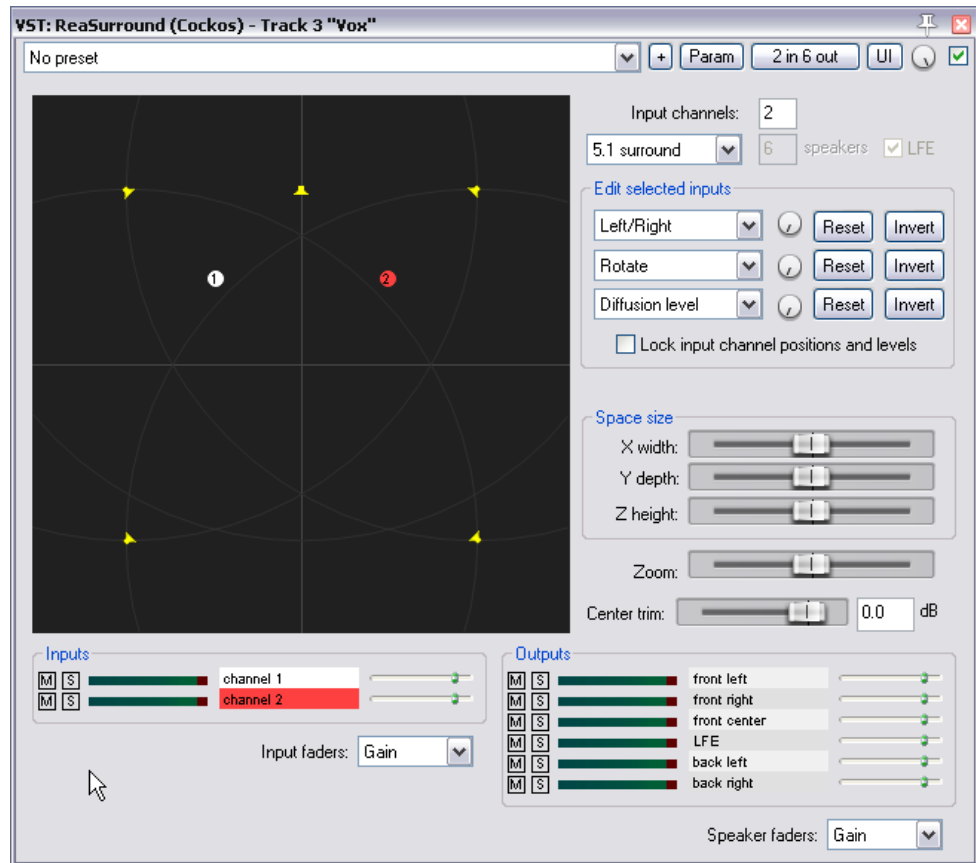 VST: ReaSurround (Cockos) - Track 3 "Vox"
No preset
+
Param
2 in 6 out
UI
Input channels: 2
5.1 surround
6 speakers LFE
Edit selected inputs
Left/Right
Reset
Invert
Rotate
Reset
Invert
Diffusion level
Reset
Invert
Lock input channel positions and levels
1
2
Space size
X width:
Y depth:
Z height:
Zoom:
Center trim: 0.0 dB
Inputs
M S channel 1
M S channel 2
Input faders: Gain
Outputs
M S front left
M S front right
M S front center
M S LFE
M S back left
M S back right
Speaker faders: Gain